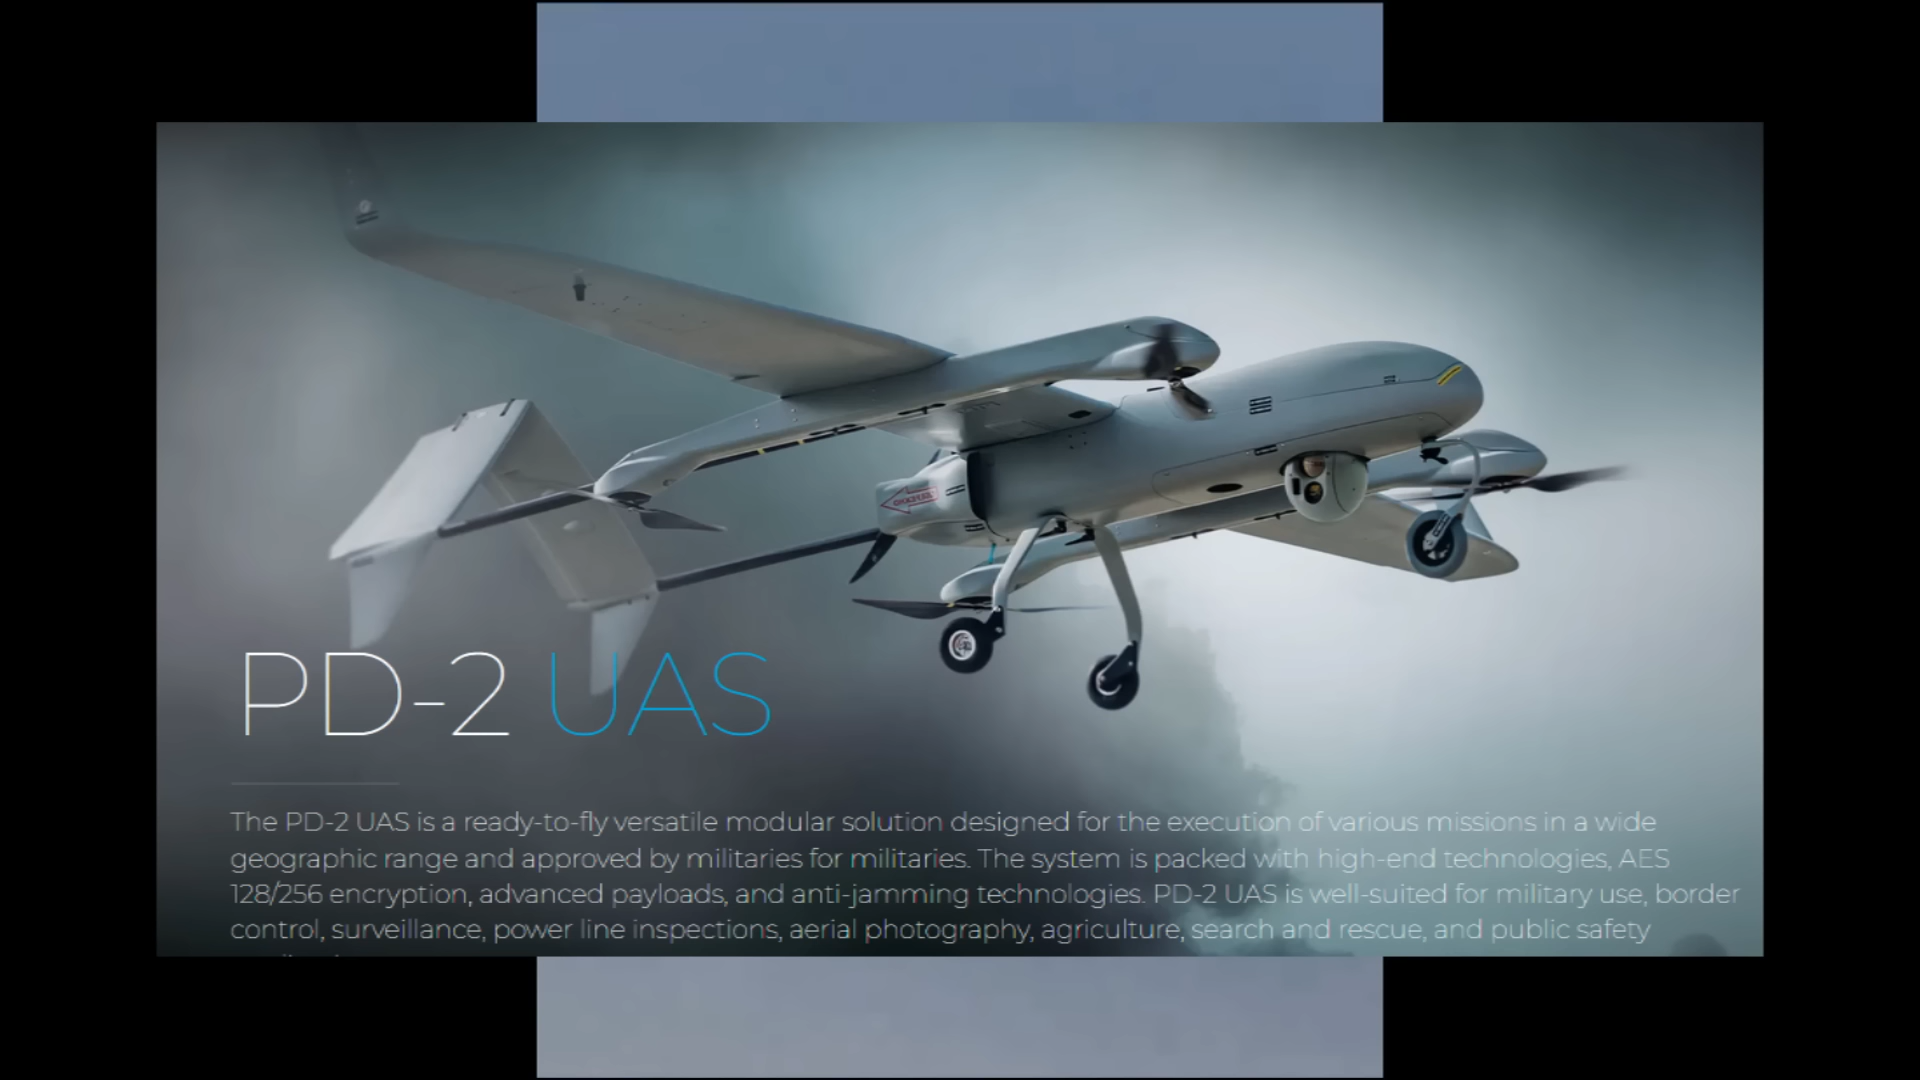 PD-2 UAS
The PD-2 UAS is a ready-to-fly versatile modular solution designed for the execution of various missions in a wide
geographic range and approved by militaries for militaries. The system is packed with high-end technologies, AES
128/256 encryption, advanced payloads, and anti-jamming technologies. PD-2 UAS is well-suited for military use, border
control, surveillance, power line inspections, aerial photography, agriculture, search and rescue, and public safety